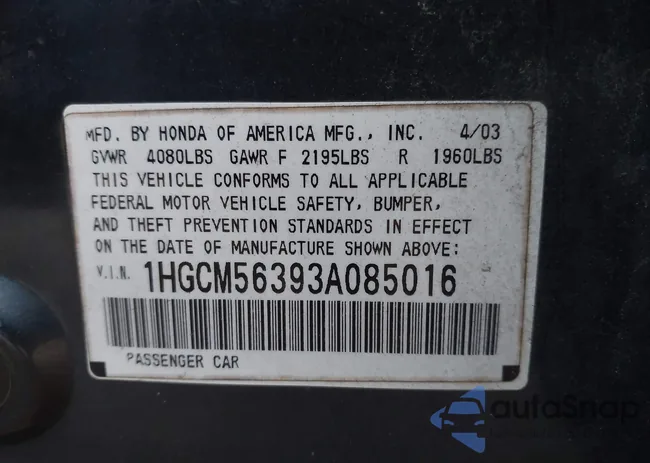 MFD. BY HONDA OF AMERICA MFG., INC. 4/03
GVWR 4080LBS GAWR F 2195LBS R 1960LBS
THIS VEHICLE CONFORMS TO ALL APPLICABLE
FEDERAL MOTOR VEHICLE SAFETY, BUMPER,
AND THEFT PREVENTION STANDARDS IN EFFECT
ON THE DATE OF MANUFACTURE SHOWN ABOVE:
V.I.N. 1HGCM56393A085016
PASSENGER CAR
autoSnap